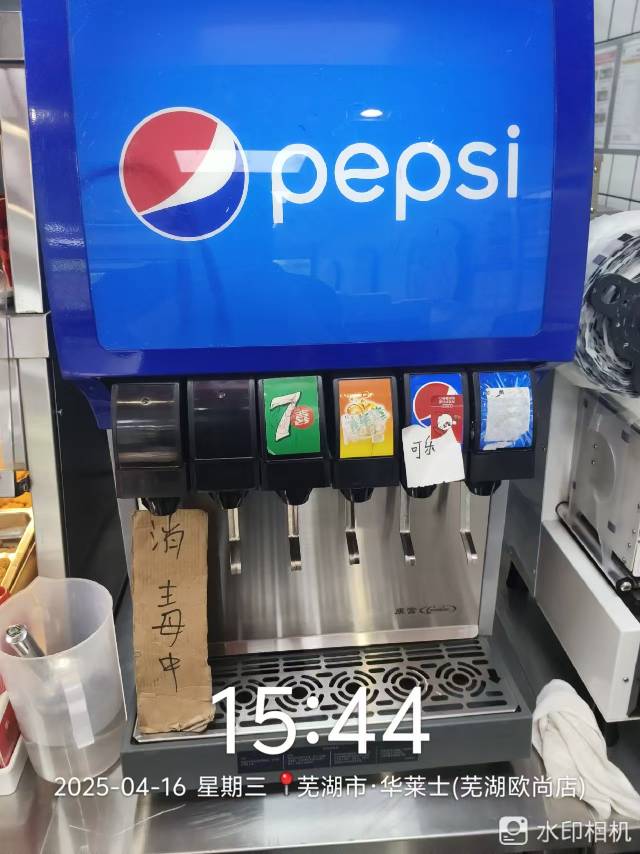 pepsi
7喜
可乐
消
毒
中
15:44
2025-04-16 星期三 芜湖市·华莱士(芜湖欧尚店)
水印相机